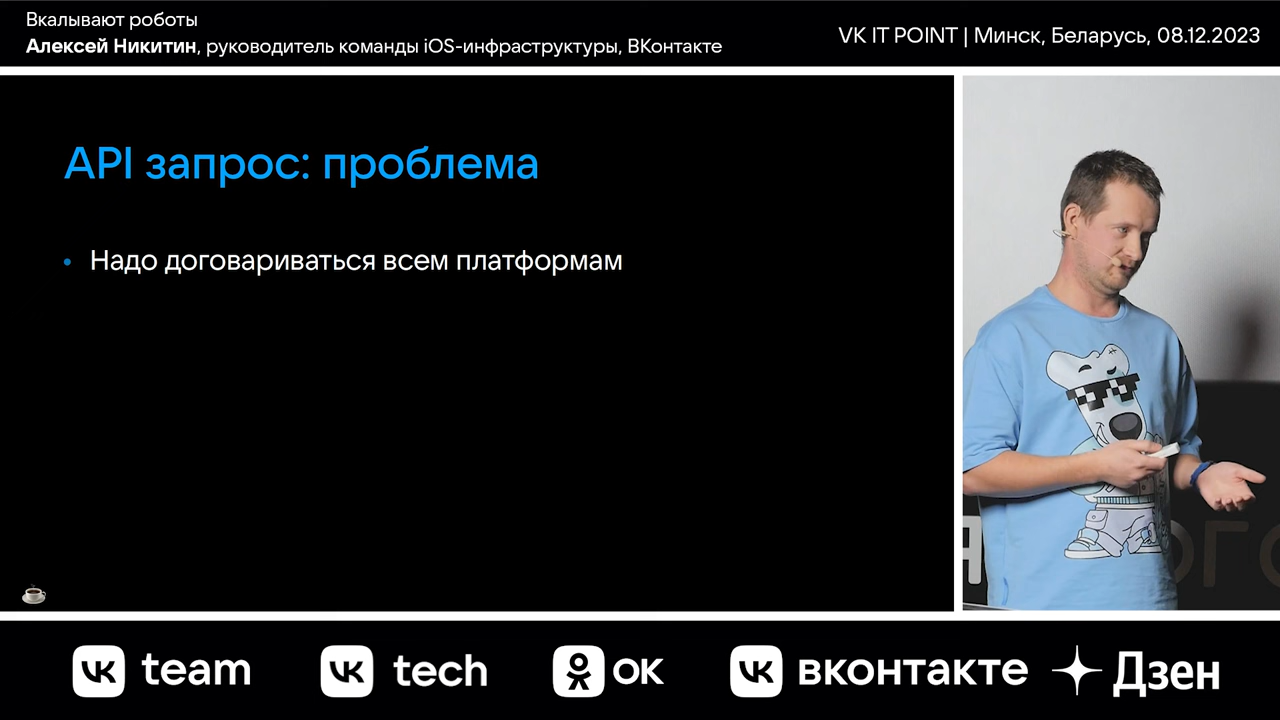 Вкалывают роботы
Алексей Никитин, руководитель команды iOS-инфраструктуры, ВКонтакте
VK IT POINT | Минск, Беларусь, 08.12.2023
API запрос: проблема
• Надо договариваться всем платформам
team
tech
ОК
ВКОНТАКТЕ
Дзен